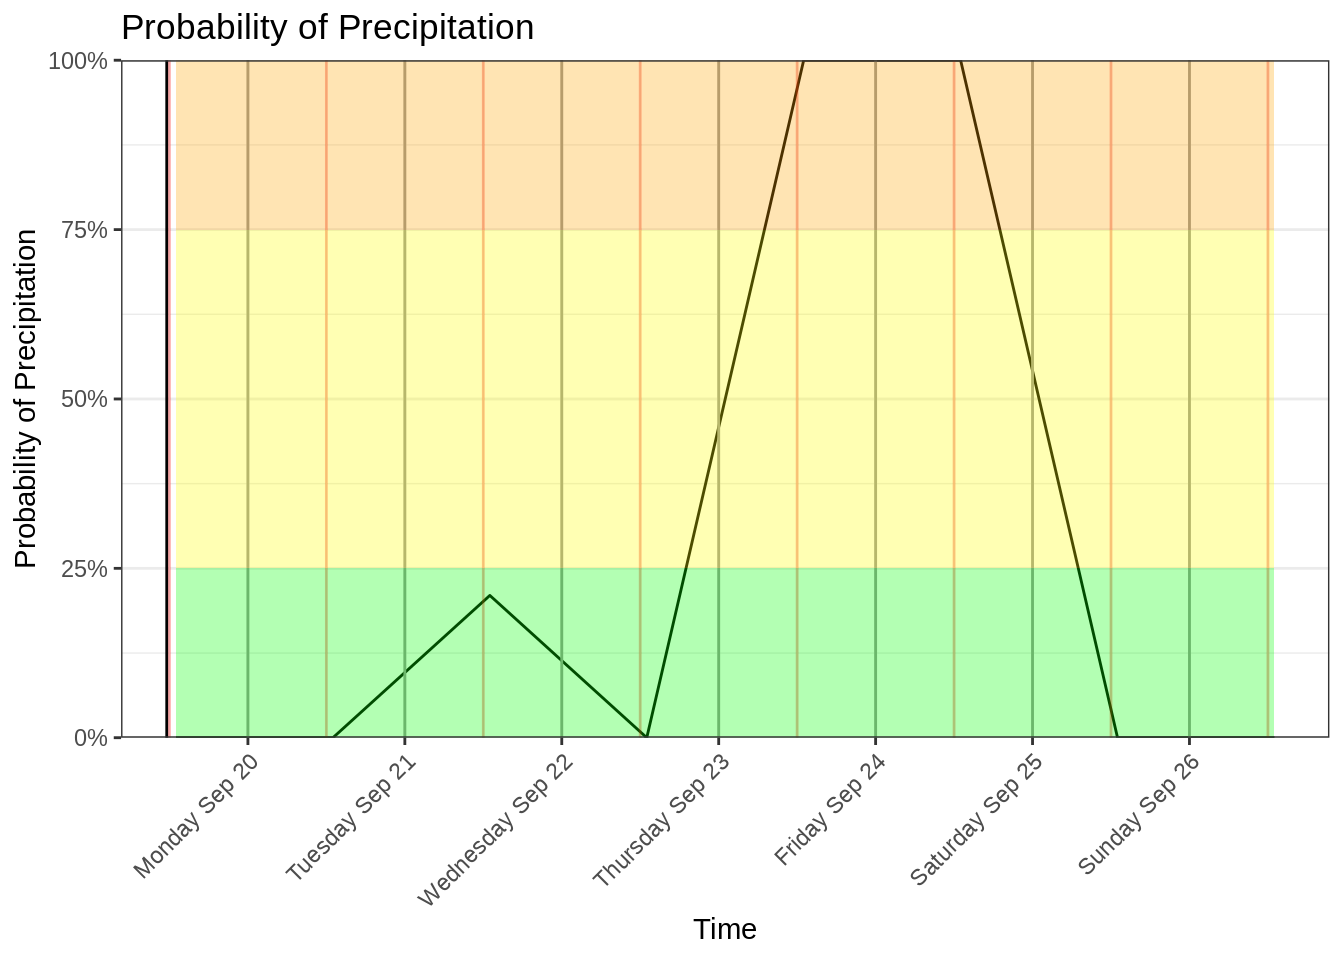 Probability of Precipitation
Probability of Precipitation
100%
75%
50%
25%
0%
Monday Sep 20
Tuesday Sep 21
Wednesday Sep 22
Thursday Sep 23
Friday Sep 24
Saturday Sep 25
Sunday Sep 26
Time